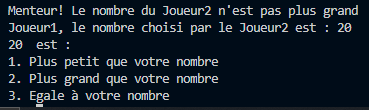 Menteur! Le nombre du Joueur2 n'est pas plus grand
Joueur1, le nombre choisi par le Joueur2 est : 20
20  est :
1. Plus petit que votre nombre
2. Plus grand que votre nombre
3. Egale à votre nombre